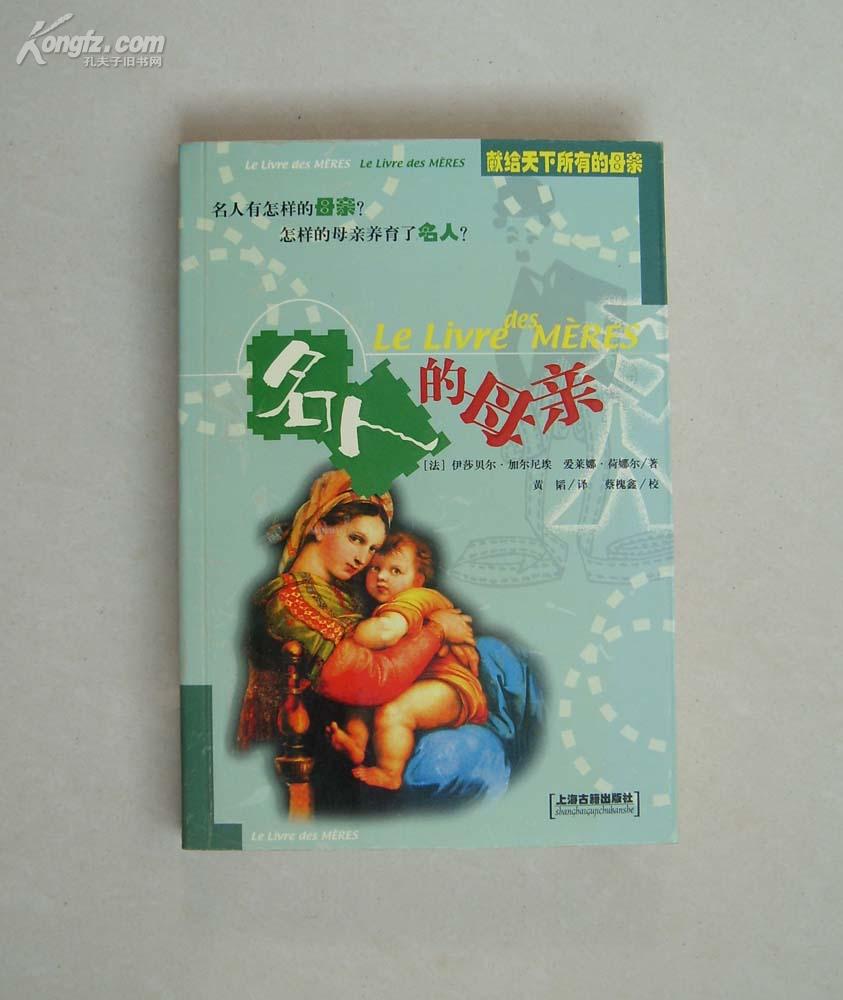 Kongfz.com
孔夫子旧书网
Le Livre des MÈRES Le Livre des MÈRES 献给天下所有的母亲
名人有怎样的母亲?
怎样的母亲养育了名人?
Le Livre des MÈRES
名人的母亲
[法] 伊莎贝尔·加尔尼埃 爱莱娜·荷娜尔/著
黄 韬/译 蔡槐鑫/校
上海古籍出版社
shanghaigujichubanshe
Le Livre des MÈRES